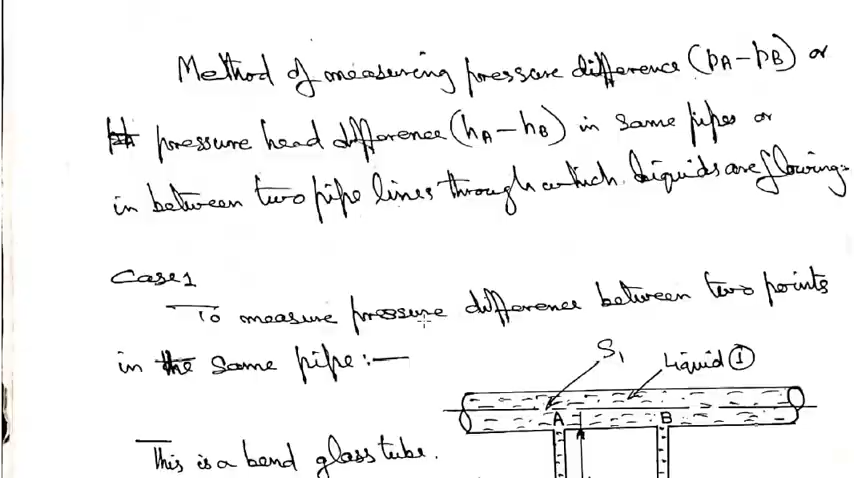 Method of measuring pressure difference (pA-pB) or
pressure head difference (hA-hB) in same pipes or
in between two pipe lines through which liquids are flowing:-
Case 1
To measure pressure difference between two points
in the same pipe:-
S1
Liquid ①
A
B
This is a bend glass tube.